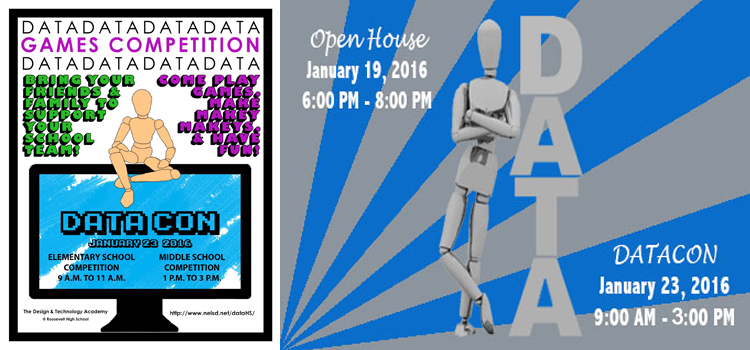 DATADATADATADATADATA
GAMES COMPETITION
DATADATADATADATADATA
BRING YOUR
FRIENDS &
FAMILY TO
SUPPORT
YOUR
SCHOOL
TEAM!
COME PLAY
GAMES,
MAKE
MAKEY
MAKEYS,
& HAVE
FUN!
DATA CON
JANUARY 23 2016
ELEMENTARY SCHOOL
COMPETITION
9 A.M. TO 11 A.M.
MIDDLE SCHOOL
COMPETITION
1 P.M. TO 3 P.M.
The Design & Technology Academy
@ Roosevelt High School
http://www.neisd.net/dataHS/
Open House
January 19, 2016
6:00 PM - 8:00 PM
DATA
DATACON
January 23, 2016
9:00 AM - 3:00 PM